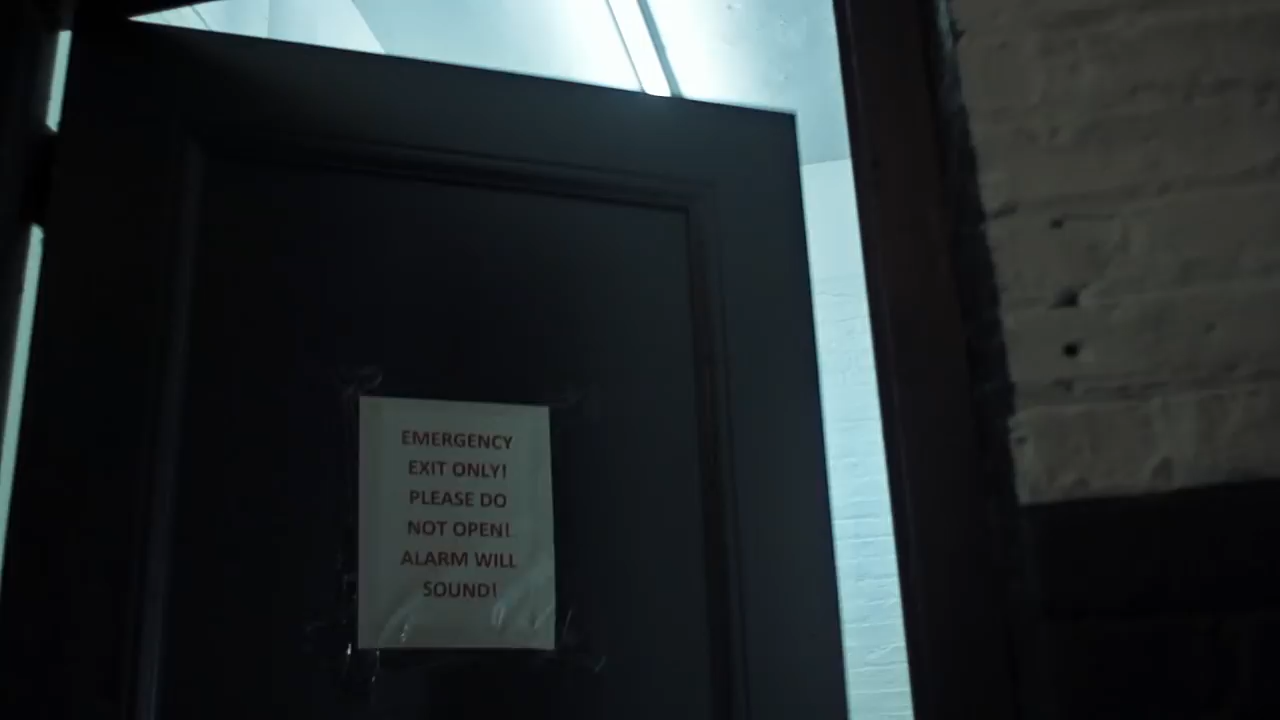 EMERGENCY
EXIT ONLY!
PLEASE DO
NOT OPEN!
ALARM WILL
SOUND!